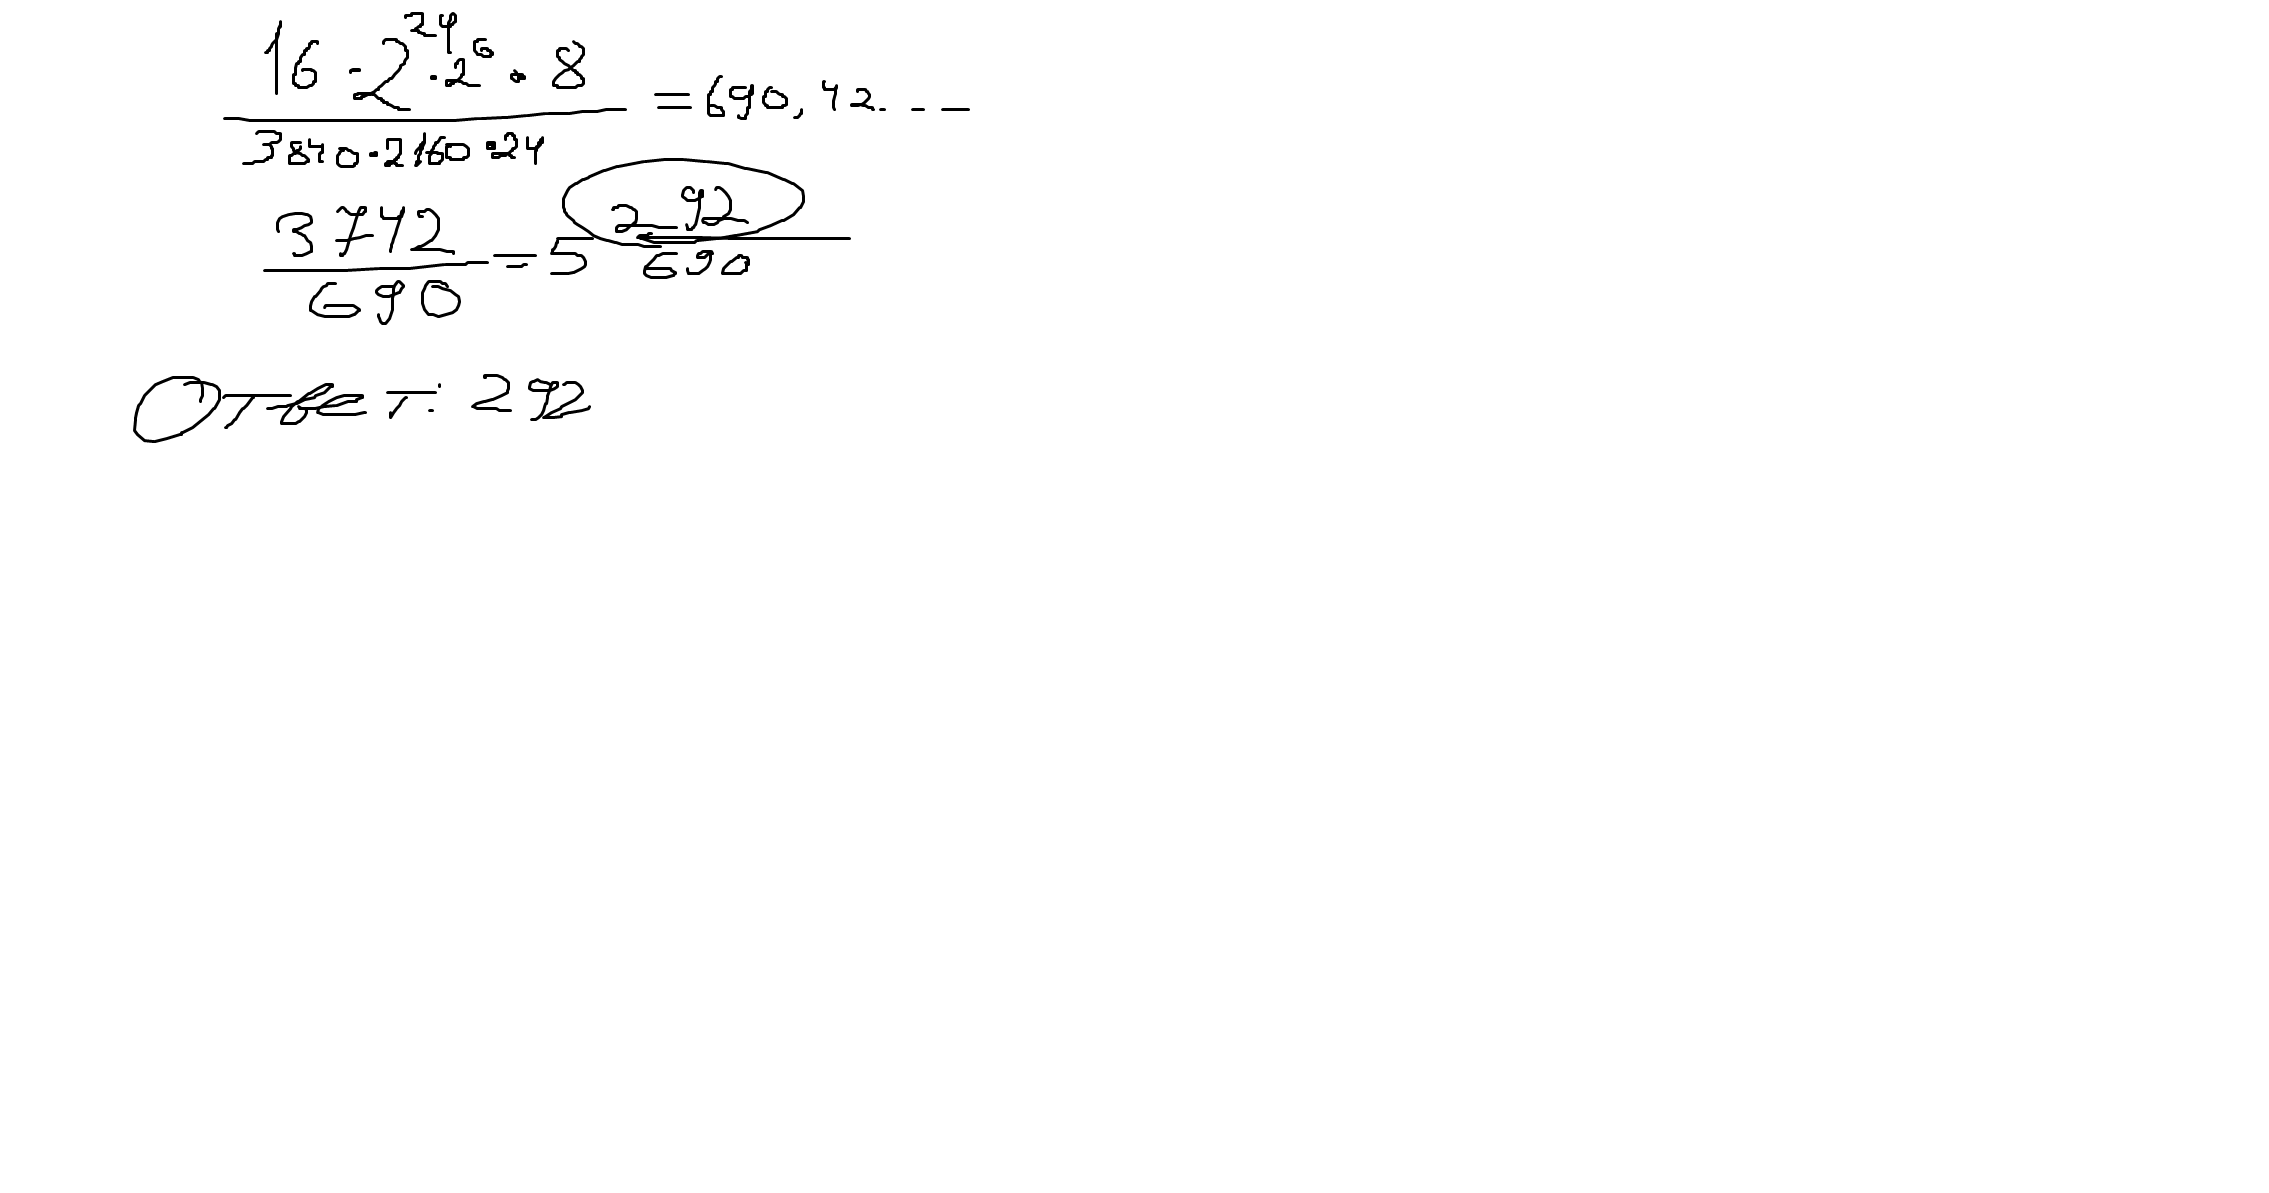 16 · 2^24 · 2^6 · 8
= 690,42. - -
3840 · 2160 · 24
3742 / 690 = 5 292 / 690
Ответ: 292